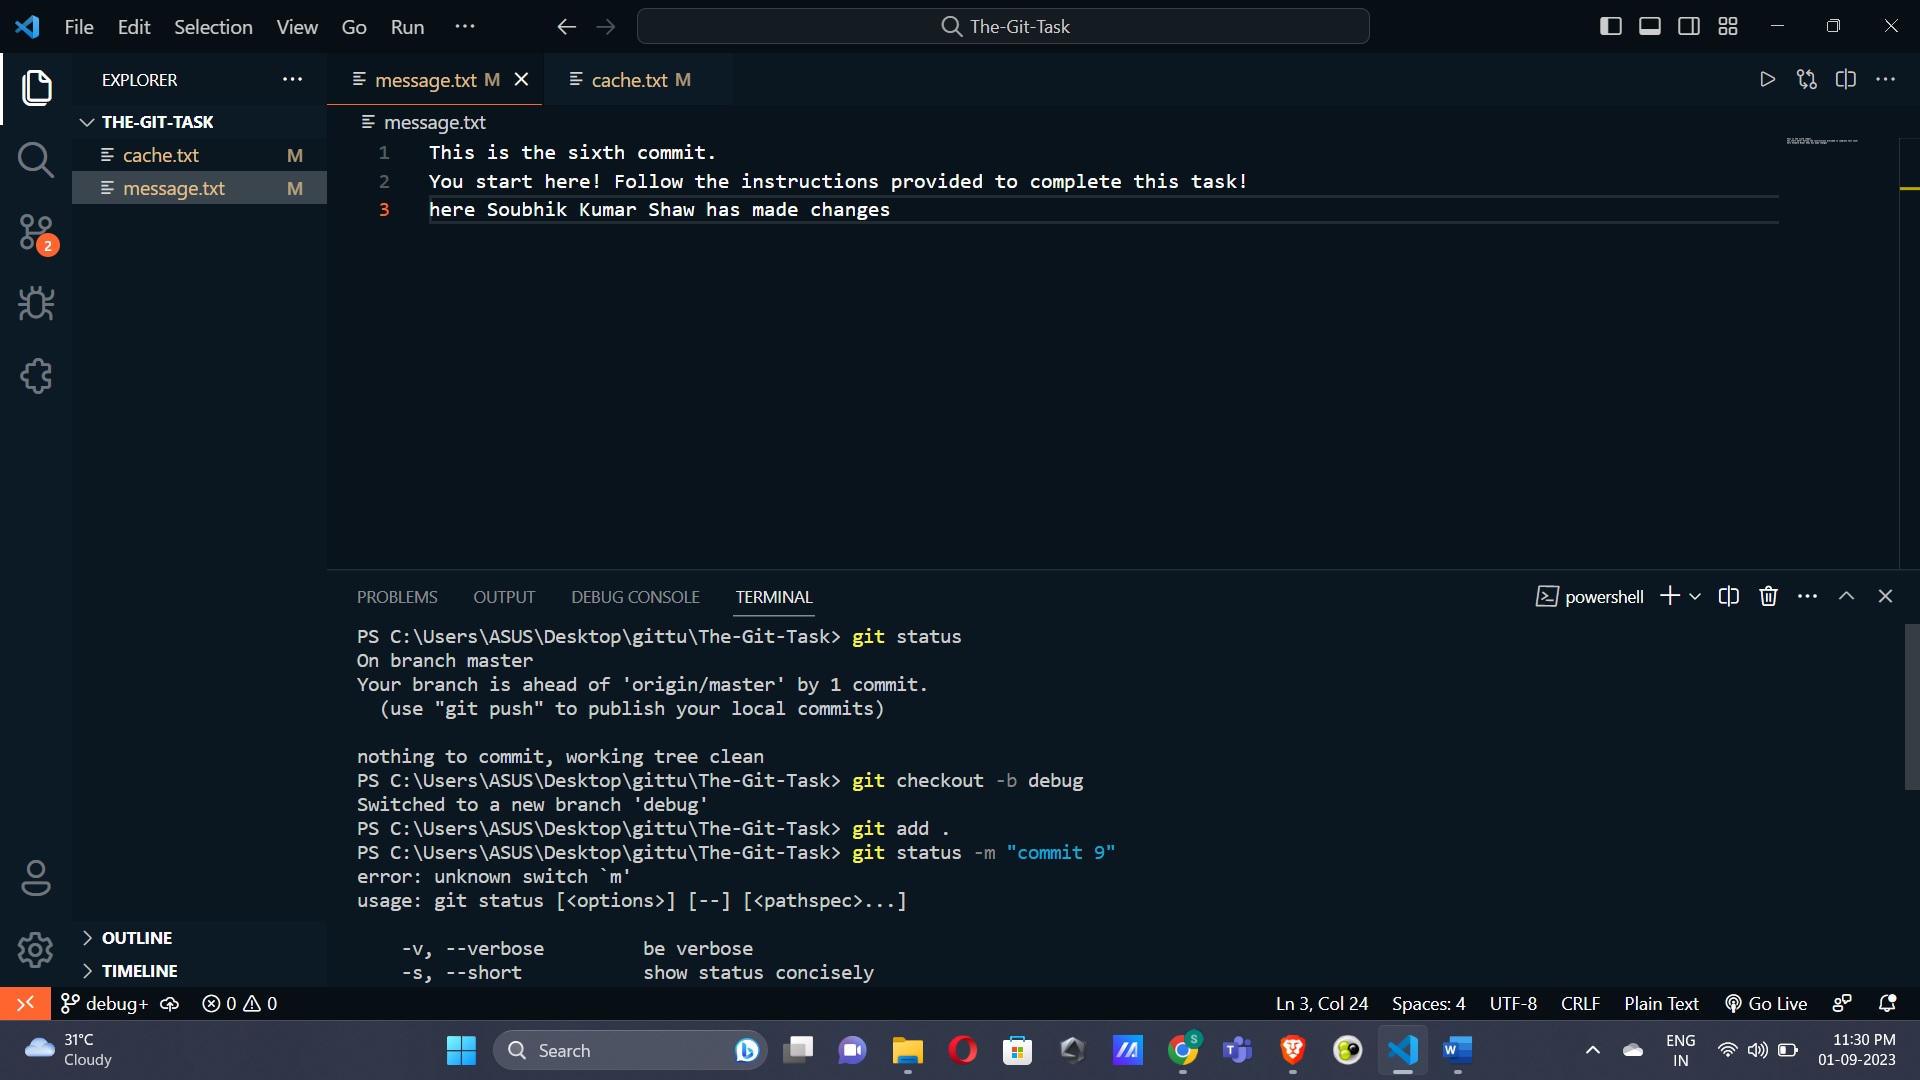 File Edit Selection View Go Run ··· The-Git-Task
EXPLORER ···
message.txt M
cache.txt M
THE-GIT-TASK
cache.txt M
message.txt M
2
OUTLINE
TIMELINE
message.txt
1 This is the sixth commit.
2 You start here! Follow the instructions provided to complete this task!
3 here Soubhik Kumar Shaw has made changes
PROBLEMS OUTPUT DEBUG CONSOLE TERMINAL
powershell
PS C:\Users\ASUS\Desktop\gittu\The-Git-Task> git status
On branch master
Your branch is ahead of 'origin/master' by 1 commit.
(use "git push" to publish your local commits)
nothing to commit, working tree clean
PS C:\Users\ASUS\Desktop\gittu\The-Git-Task> git checkout -b debug
Switched to a new branch 'debug'
PS C:\Users\ASUS\Desktop\gittu\The-Git-Task> git add .
PS C:\Users\ASUS\Desktop\gittu\The-Git-Task> git status -m "commit 9"
error: unknown switch `m'
usage: git status [<options>] [--] [<pathspec>...]
-v, --verbose be verbose
-s, --short show status concisely
debug+ 0 0 Ln 3, Col 24 Spaces: 4 UTF-8 CRLF Plain Text Go Live
31°C
Cloudy
Search
S
W
ENG
IN
11:30 PM
01-09-2023